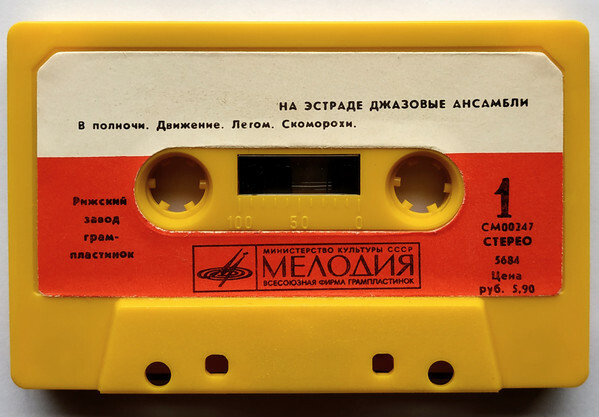 НА ЭСТРАДЕ ДЖАЗОВЫЕ АНСАМБЛИ
В полночи. Движение. Летом. Скоморохи.
Рижский
завод
грам-
пластинок
100 50 0
1
СМ00247
СТЕРЕО
5684
Цена
руб. 5,90
МИНИСТЕРСТВО КУЛЬТУРЫ СССР
МЕЛОДИЯ
ВСЕСОЮЗНАЯ ФИРМА ГРАМПЛАСТИНОК